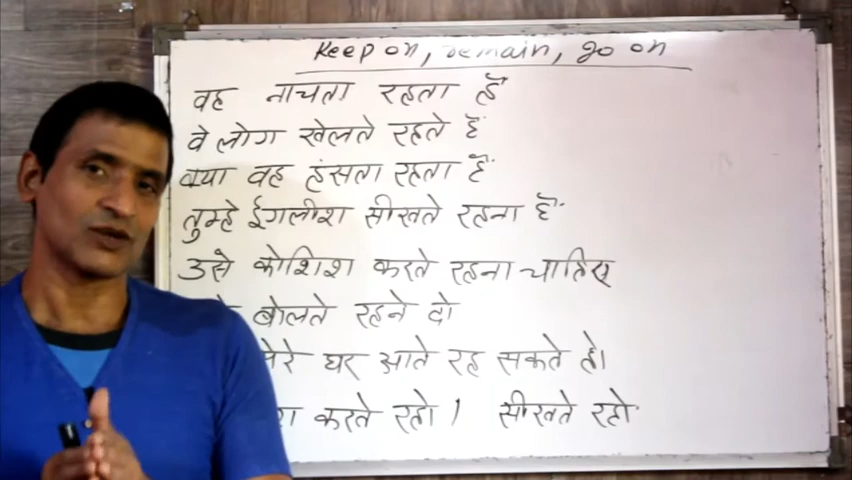 Keep on, remain, go on
वह नाचता रहता है
वे लोग खेलते रहते हैं
क्या वह हंसता रहता है
तुम्हे ईगलीश सीखते रहना है
उसे कोशिश करते रहना चाहिए
बोलते रहने दो
मेरे घर आते रह सकते हो।
करते रहो। सीखते रहो